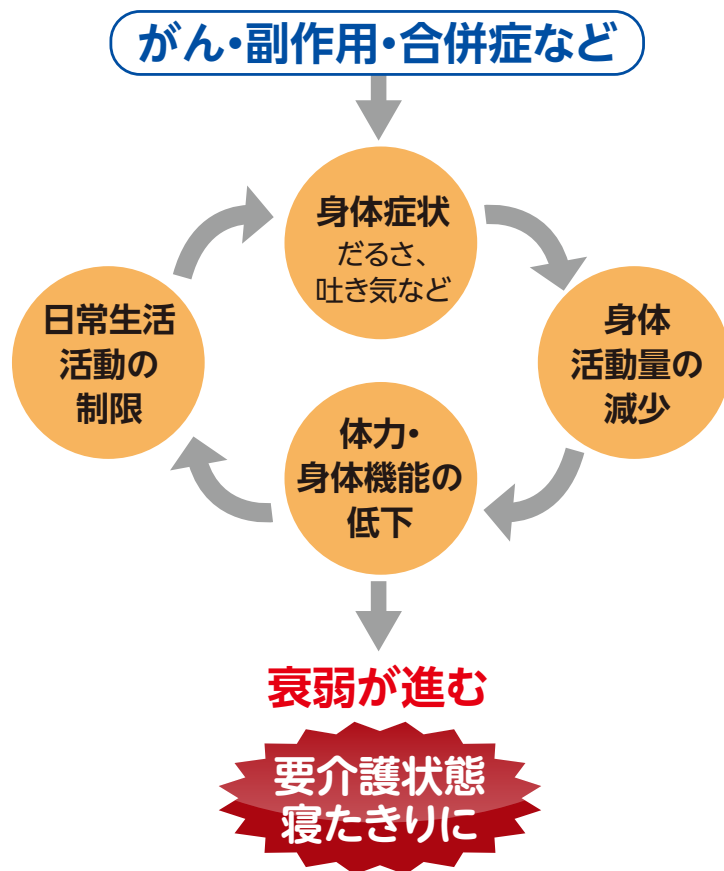 がん・副作用・合併症など
身体症状
だるさ、
吐き気など
身体
活動量の
減少
体力・
身体機能の
低下
日常生活
活動の
制限
衰弱が進む
要介護状態
寝たきりに